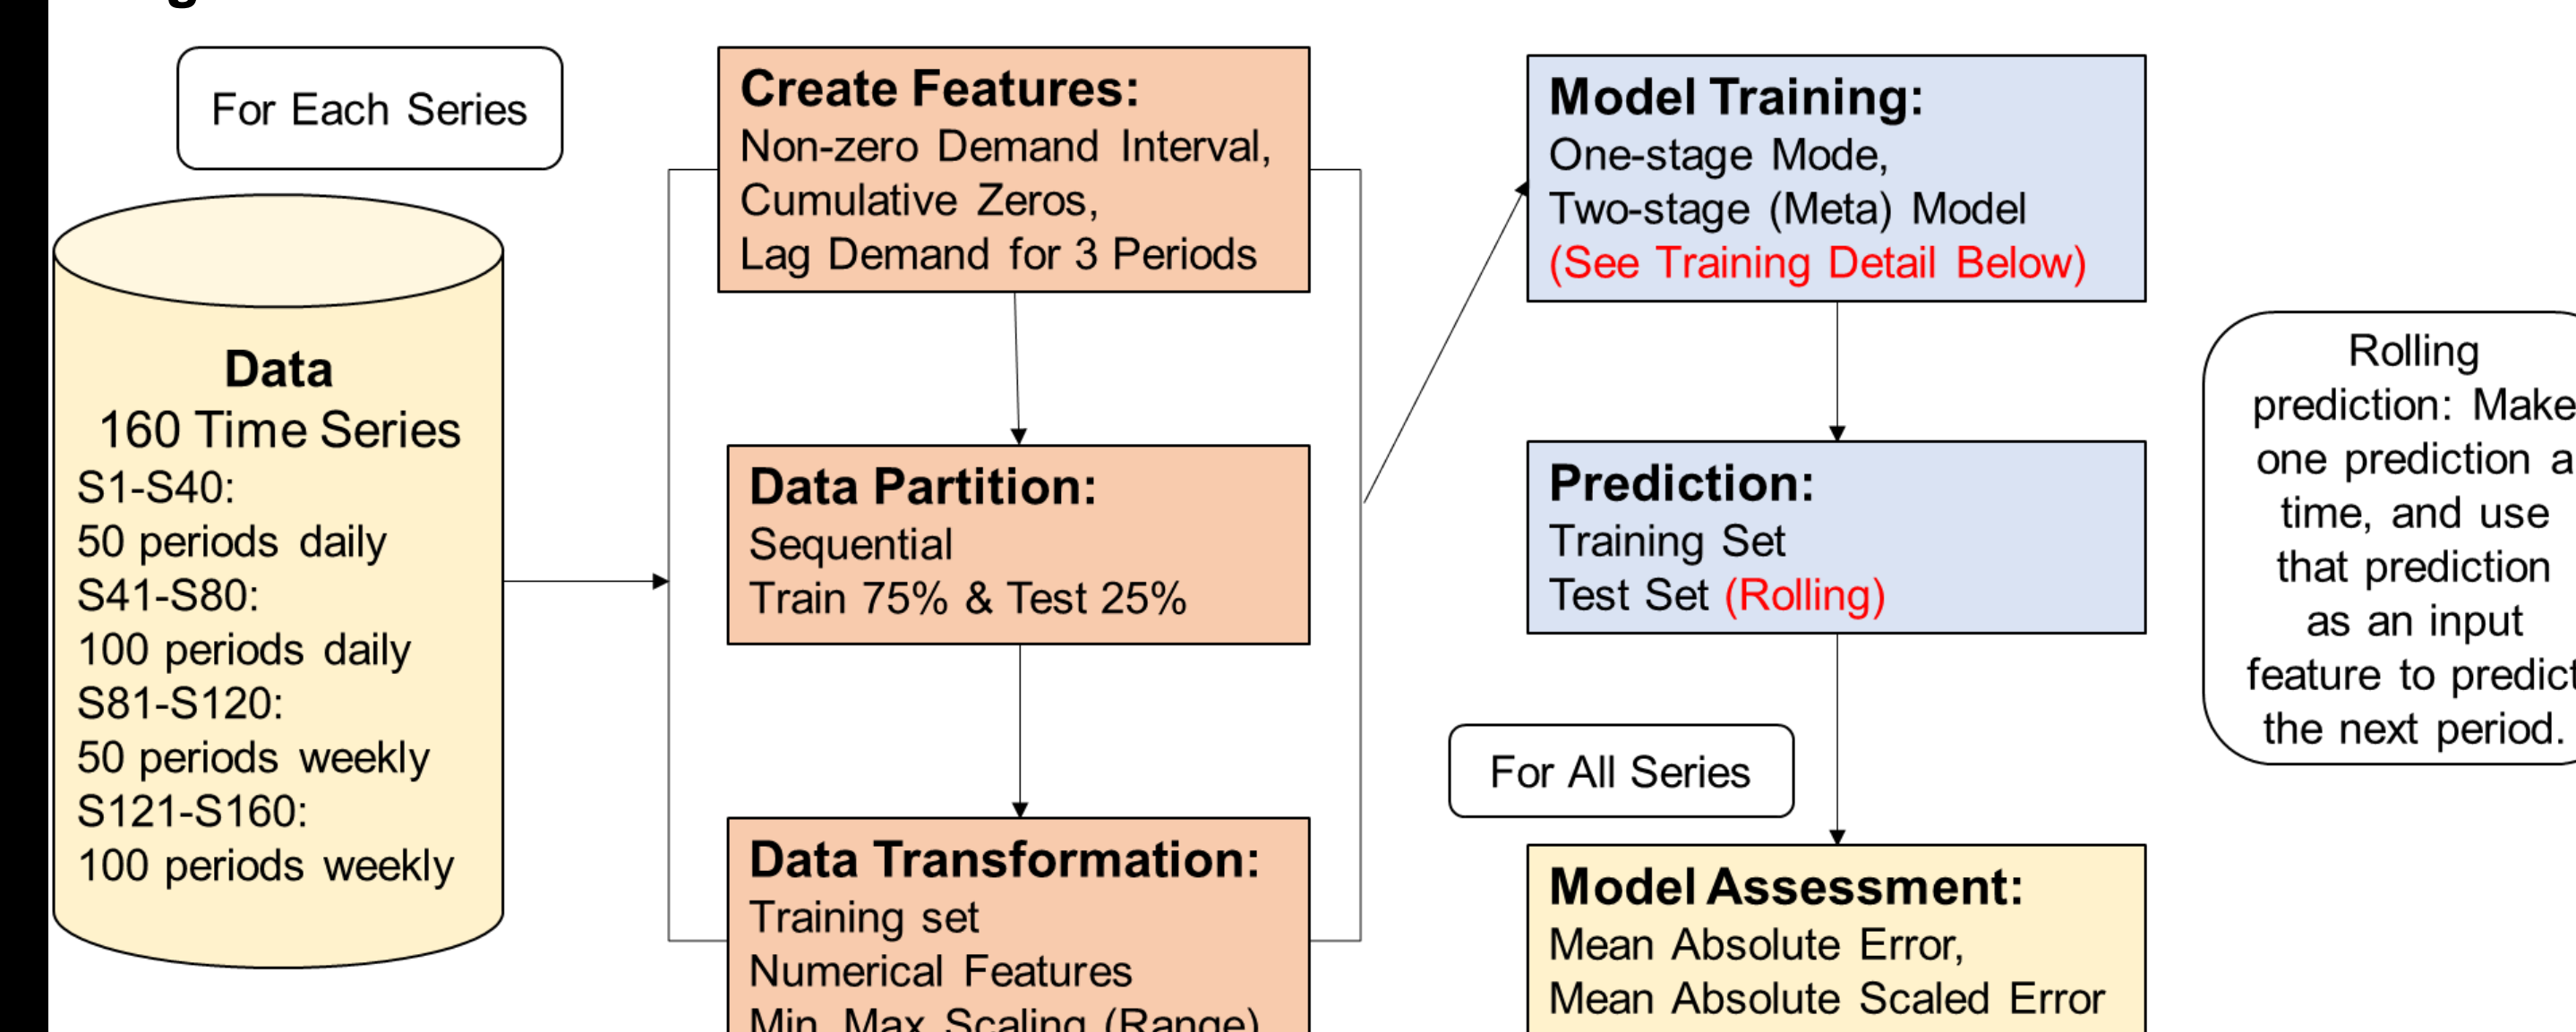 For Each Series
Data
160 Time Series
S1-S40:
50 periods daily
S41-S80:
100 periods daily
S81-S120:
50 periods weekly
S121-S160:
100 periods weekly
Create Features:
Non-zero Demand Interval,
Cumulative Zeros,
Lag Demand for 3 Periods
Data Partition:
Sequential
Train 75% & Test 25%
Data Transformation:
Training set
Numerical Features
Min Max Scaling (Range)
Model Training:
One-stage Mode,
Two-stage (Meta) Model
(See Training Detail Below)
Prediction:
Training Set
Test Set (Rolling)
For All Series
Model Assessment:
Mean Absolute Error,
Mean Absolute Scaled Error
Rolling
prediction: Make
one prediction a
time, and use
that prediction
as an input
feature to predict
the next period.